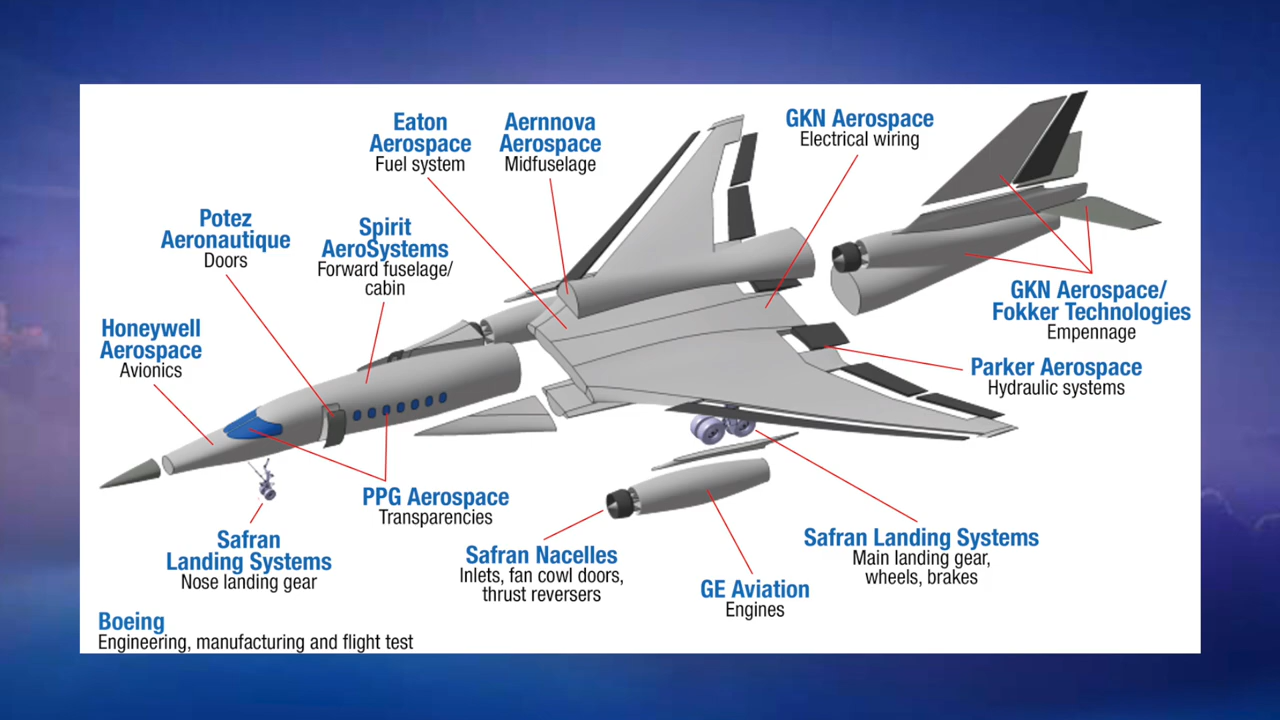 Eaton
Aerospace
Fuel system
Aernnova
Aerospace
Midfuselage
GKN Aerospace
Electrical wiring
Potez
Aeronautique
Doors
Spirit
AeroSystems
Forward fuselage/
cabin
Honeywell
Aerospace
Avionics
GKN Aerospace/
Fokker Technologies
Empennage
Parker Aerospace
Hydraulic systems
PPG Aerospace
Transparencies
Safran
Landing Systems
Nose landing gear
Safran Nacelles
Inlets, fan cowl doors,
thrust reversers
GE Aviation
Engines
Safran Landing Systems
Main landing gear,
wheels, brakes
Boeing
Engineering, manufacturing and flight test